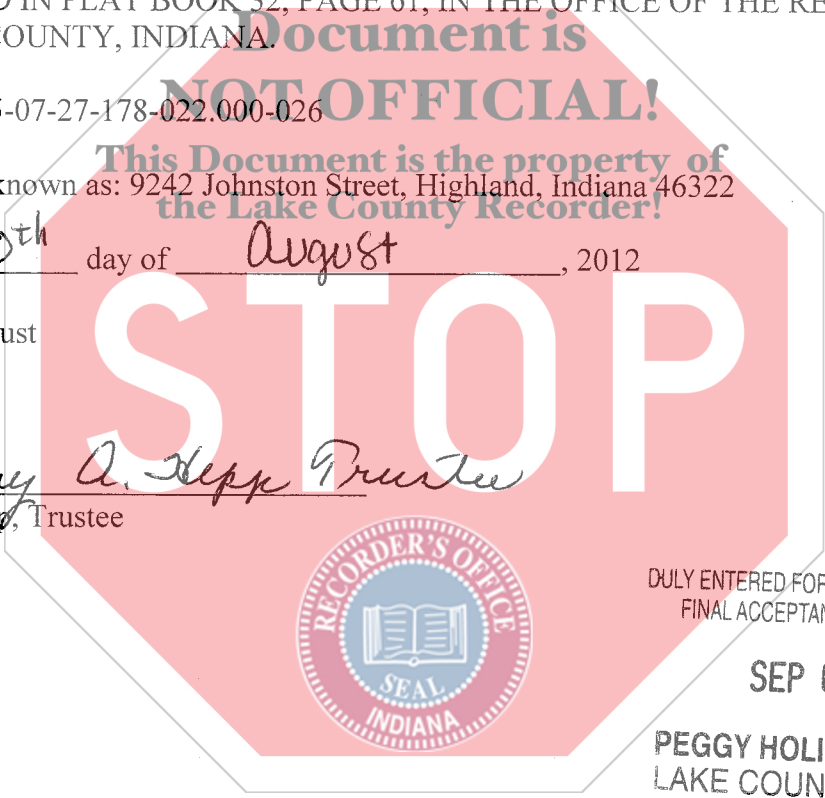 IN PLAT BOOK 32, PAGE 61, IN THE OFFICE OF THE RE
COUNTY, INDIANA.
Document is
NOT OFFICIAL!
-07-27-178-022.000-026
This Document is the property of
known as: 9242 Johnston Street, Highland, Indiana 46322
the Lake County Recorder!
th day of August, 2012
ust
STOP
y A. Hepp Trustee
, Trustee
RECORDER'S OFFICE
SEAL
INDIANA
DULY ENTERED FOR
FINAL ACCEPTAN
SEP
PEGGY HOLI
LAKE COUN